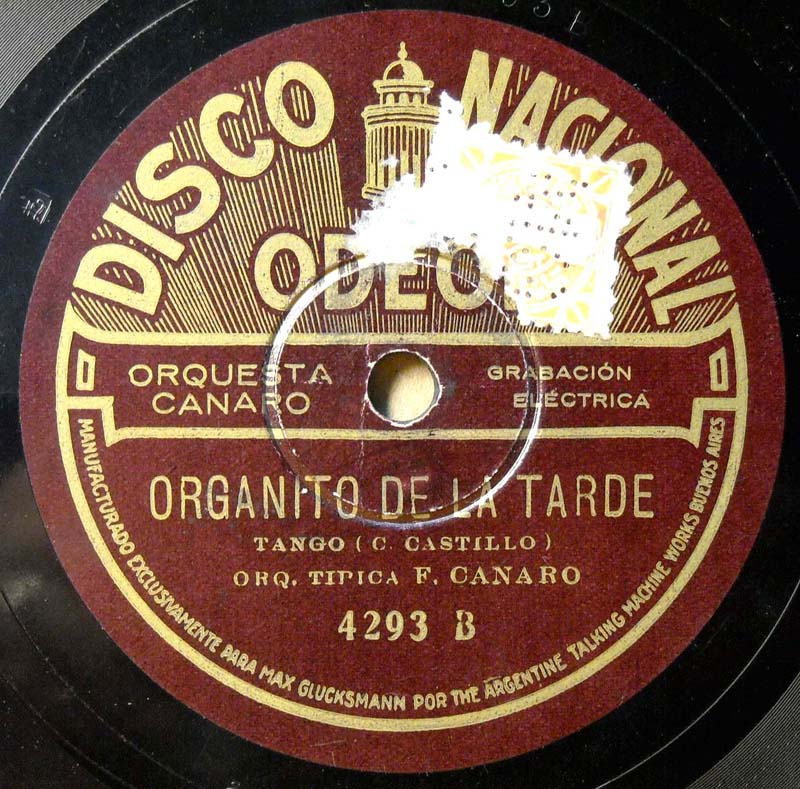 DISCO NACIONAL
ODEO
ORQUESTA
CANARO
GRABACIÓN
ELÉCTRICA
ORGANITO DE LA TARDE
TANGO (C. CASTILLO)
ORQ. TIPICA F. CANARO
4293 B
MANUFACTURADO EXCLUSIVAMENTE PARA MAX GLUCKSMANN POR THE ARGENTINE TALKING MACHINE WORKS BUENOS AIRES